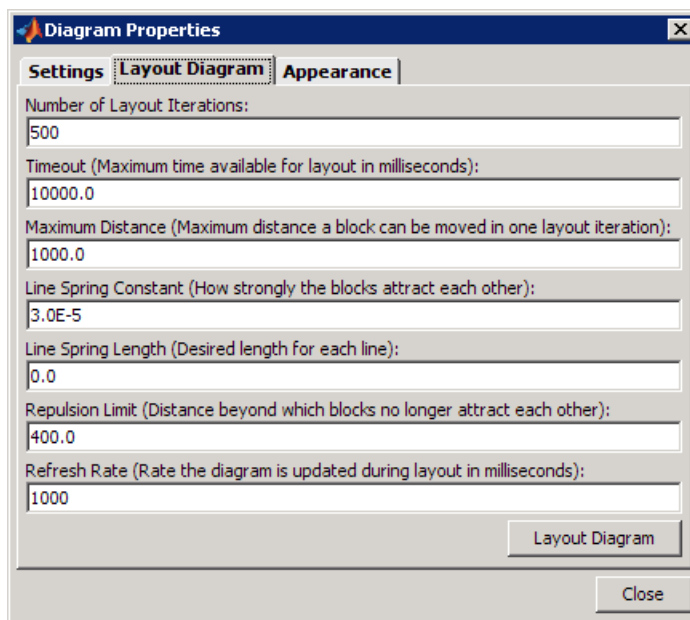 Diagram Properties
Settings Layout Diagram Appearance
Number of Layout Iterations:
500
Timeout (Maximum time available for layout in milliseconds):
10000.0
Maximum Distance (Maximum distance a block can be moved in one layout iteration):
1000.0
Line Spring Constant (How strongly the blocks attract each other):
3.0E-5
Line Spring Length (Desired length for each line):
0.0
Repulsion Limit (Distance beyond which blocks no longer attract each other):
400.0
Refresh Rate (Rate the diagram is updated during layout in milliseconds):
1000
Layout Diagram
Close